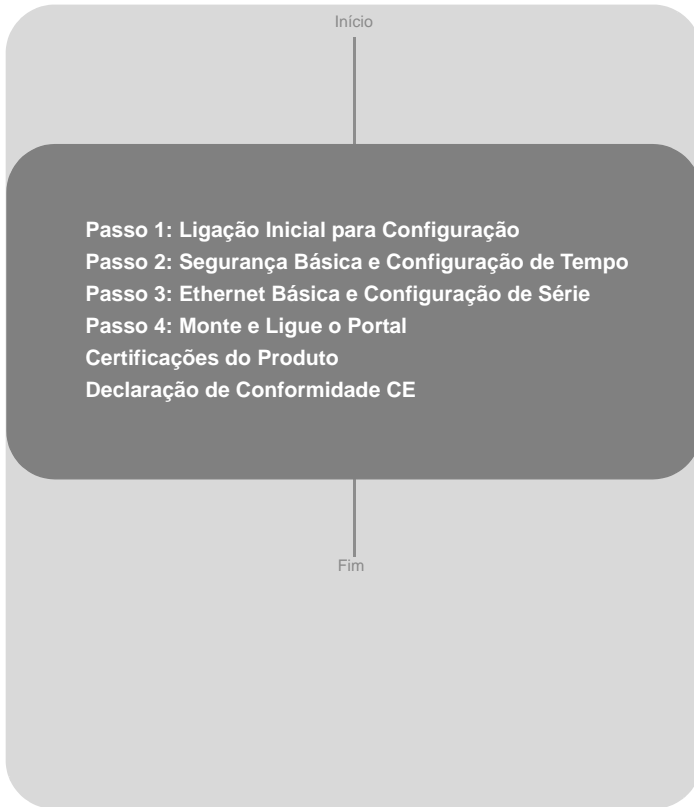 Início
Passo 1: Ligação Inicial para Configuração
Passo 2: Segurança Básica e Configuração de Tempo
Passo 3: Ethernet Básica e Configuração de Série
Passo 4: Monte e Ligue o Portal
Certificações do Produto
Declaração de Conformidade CE
Fim